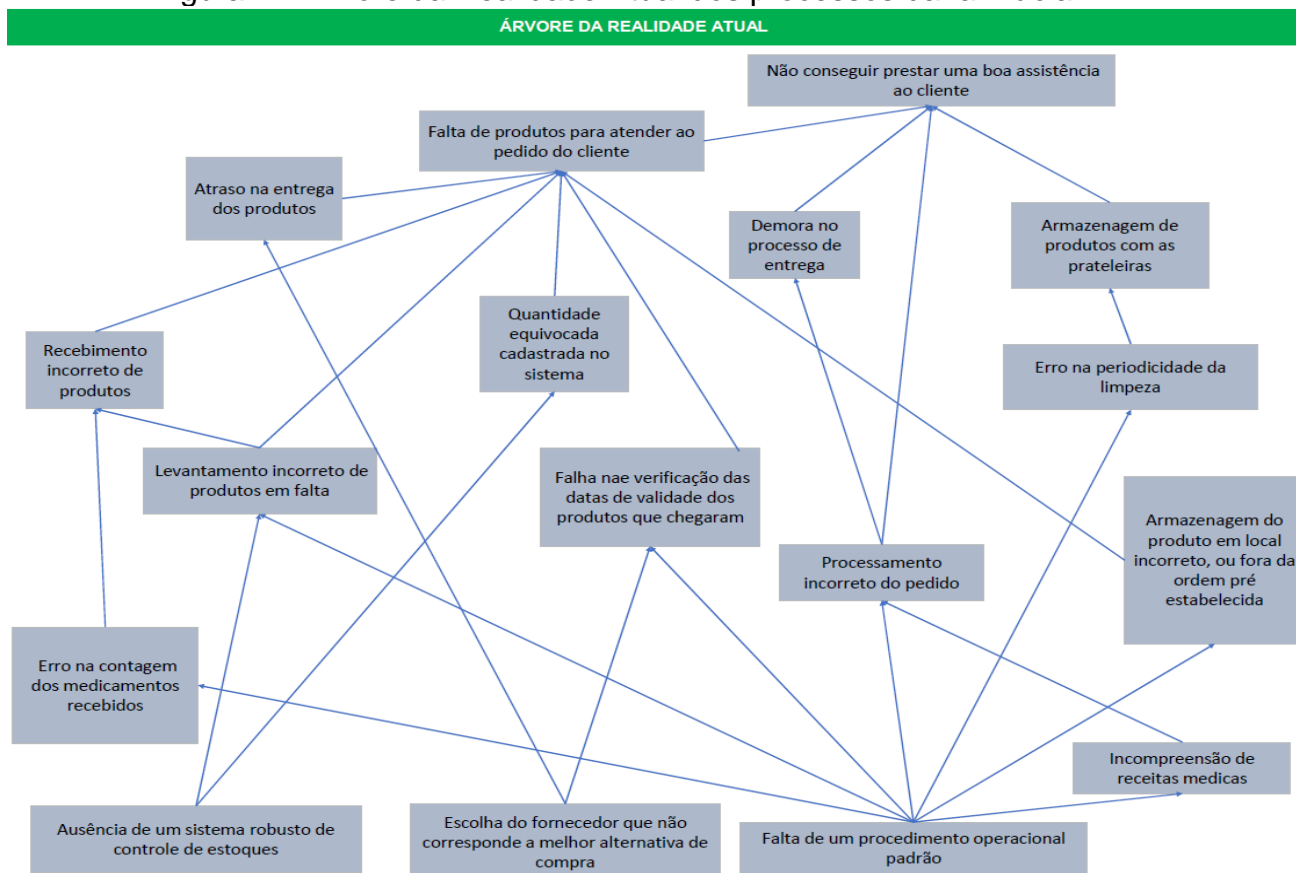 ÁRVORE DA REALIDADE ATUAL
Não conseguir prestar uma boa assistência
ao cliente
Falta de produtos para atender ao
pedido do cliente
Atraso na entrega
dos produtos
Demora no
processo de
entrega
Armazenagem de
produtos com as
prateleiras
Quantidade
equivocada
cadastrada no
sistema
Recebimento
incorreto de
produtos
Erro na periodicidade da
limpeza
Levantamento incorreto de
produtos em falta
Falha nae verificação das
datas de validade dos
produtos que chegaram
Armazenagem do
produto em local
incorreto, ou fora da
ordem pré
estabelecida
Processamento
incorreto do pedido
Erro na contagem
dos medicamentos
recebidos
Incompreensão de
receitas medicas
Ausência de um sistema robusto de
controle de estoques
Escolha do fornecedor que não
corresponde a melhor alternativa de
compra
Falta de um procedimento operacional
padrão